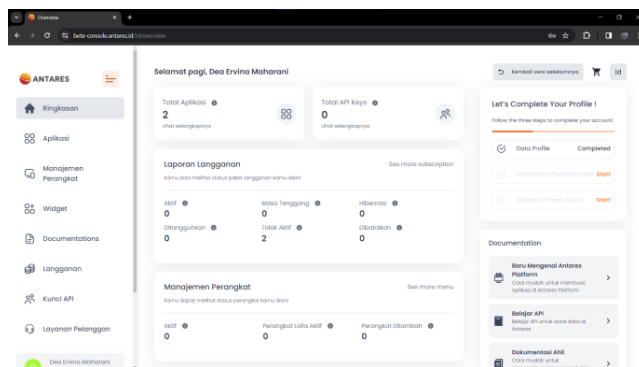 Overview
beta-console.antares.id/id/overview
ANTARES
Ringkasan
Aplikasi
Manajemen
Perangkat
Widget
Documentations
Langganan
Kunci API
Layanan Pelanggan
Dea Ervina Maharani
Selamat pagi, Dea Ervina Maharani
Kembali versi sebelumnya
id
Total Aplikasi
2
Lihat selengkapnya
Total API Keys
0
Lihat selengkapnya
Laporan Langganan
See more subscription
Kamu bisa melihat status paket langganan kamu disini
Aktif
0
Masa Tenggang
0
Hibernasi
0
Ditangguhkan
0
Tidak Aktif
2
Dibatalkan
0
Manajemen Perangkat
See more menu
Kamu dapat melihat status perangkat kamu disini
Aktif
0
Perangkat LoRa Aktif
0
Perangkat Ditambah
0
Let's Complete Your Profile !
Follow the three steps to complete your account.
Data Profile
Completed
Verification Phone Number
Start
Start
Documentation
Baru Mengenal Antares
Platform
Cara mudah untuk membuat
aplikasi di Antares Platform
Belajar API
Belajar API untuk store data di
Antares
Dokumentasi Ahli
Cara mudah untuk